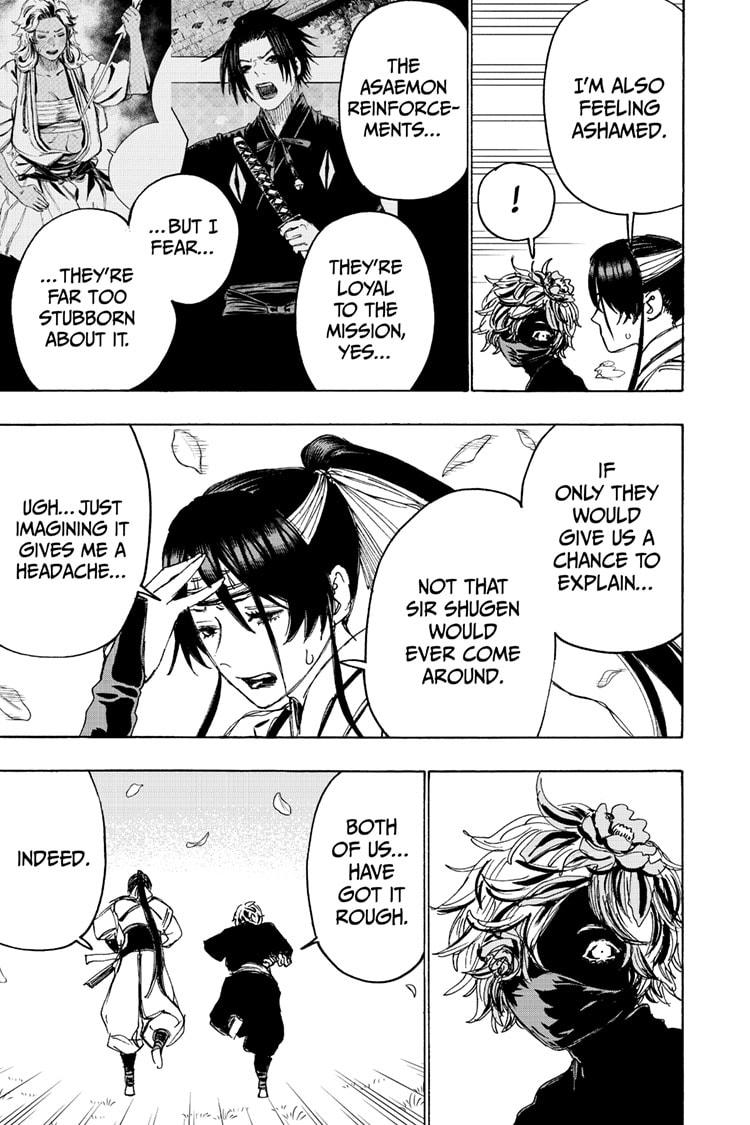 I'M ALSO
FEELING
ASHAMED.
!
THE
ASAEMON
REINFORCE-
MENTS...
THEY'RE
LOYAL
TO THE
MISSION,
YES...
...BUT I
FEAR...
...THEY'RE
FAR TOO
STUBBORN
ABOUT IT.
IF
ONLY THEY
WOULD
GIVE US A
CHANCE TO
EXPLAIN...
NOT THAT
SIR SHUGEN
WOULD
EVER COME
AROUND.
UGH...JUST
IMAGINING IT
GIVES ME A
HEADACHE...
BOTH
OF US...
HAVE
GOT IT
ROUGH.
INDEED.